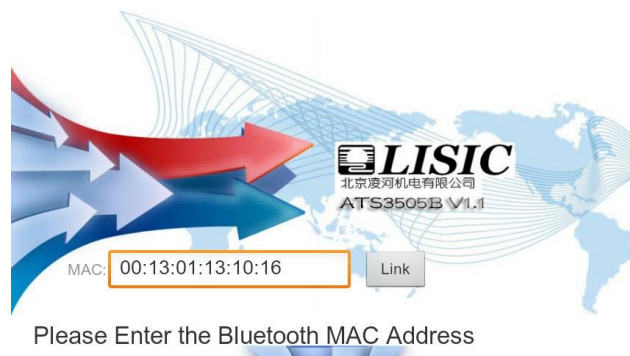 LISIC
北京凌河机电有限公司
ATS3505B V1.1
MAC: 00:13:01:13:10:16 Link
Please Enter the Bluetooth MAC Address